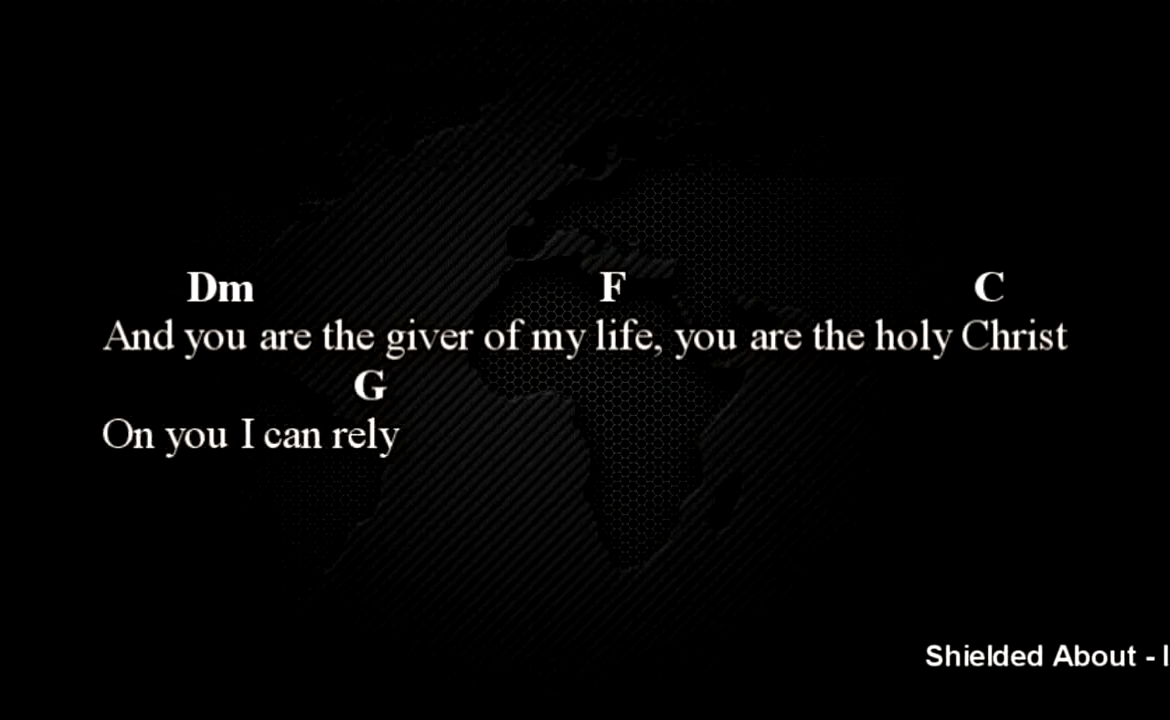 Dm F C
And you are the giver of my life, you are the holy Christ
G
On you I can rely
Shielded About -